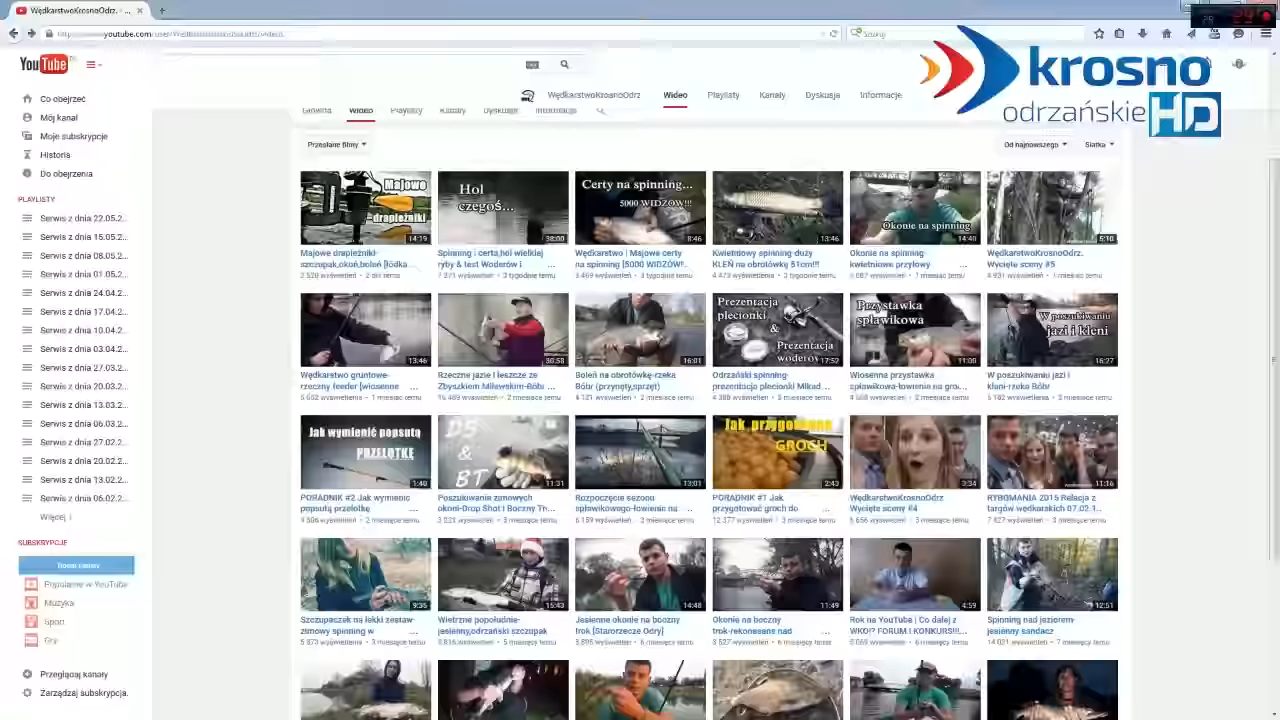 WędkarstwoKrosnoOdrz - ...
youtube.com
Szukaj
YouTube
krosno
odrzańskie HD
WędkarstwoKrosnoOdrz
Wideo
Playlisty
Kanały
Dyskusja
Informacje
Główna
Wideo
Playlisty
Kanały
Dyskusja
Informacje
Co obejrzeć
Mój kanał
Moje subskrypcje
Historia
Do obejrzenia
Przesłane filmy
Od najnowszego
Siatka
PLAYLISTY
Serwis z dnia 22.05.2...
Serwis z dnia 15.05.2...
Serwis z dnia 08.05.2...
Serwis z dnia 01.05.2...
Serwis z dnia 24.04.2...
Serwis z dnia 17.04.2...
Serwis z dnia 10.04.2...
Serwis z dnia 03.04.2...
Serwis z dnia 27.03.2...
Serwis z dnia 20.03.2...
Serwis z dnia 13.03.2...
Serwis z dnia 06.03.2...
Serwis z dnia 27.02.2...
Serwis z dnia 20.02.2...
Serwis z dnia 13.02.2...
Serwis z dnia 06.02.2...
Więcej
SUBSKRYPCJE
Popularne w YouTube
Muzyka
Sport
Gry
Przeglądaj kanały
Zarządzaj subskrypcja.
Majowe
drapieżniki
14:19
Majowe drapieżniki-
szczupak,okoń,boleń [łódka
Hol
czegoś...
38:00
Spinning i certa,hol wielkiej
ryby & test Woderów i ...
Certy na spinning...
5000 WIDZÓW!!!
8:46
Wędkarstwo | Majowe certy
na spinning [5000 WIDZÓW!..
13:46
Kwietniowy spinning-duży
KLEŃ na obrotówkę 51cm!!!
Okonie na spinning
14:40
Okonie na spinning-
kwietniowe przyłowy
5:10
WędkarstwoKrosnoOdrz.
Wycięte sceny #5
13:46
Wędkarstwo gruntowe-
rzeczny feeder [wiosenne ...
30:58
Rzeczne jazie i leszcze ze
Zbyszkiem Milewskim-Bóbr ...
16:01
Boleń na obrotówkę-rzeka
Bóbr (przynęty,sprzęt)
Prezentacja
plecionki
&
Prezentacja
woderów
17:52
Odrzański spinning-
prezentacja plecionki Mikad...
Przystawka
spławikowa
11:00
Wiosenna przystawka
spławikowa-łowienie na gro...
W poszukiwaniu
jazi i kleni
16:27
W poszukiwaniu jazi i
kleni-rzeka Bóbr
Jak wymienić popsutą
PRZELOTKĘ
1:40
PORADNIK #2 Jak wymienić
popsutą przelotkę ...
&
BT
11:31
Poszukiwanie zimowych
okoni-Drop Shot i Boczny Tr...
13:01
Rozpoczęcie sezonu
spławikowego-łowienie na ...
Jak przygotować
GROCH
2:43
PORADNIK #1 Jak
przygotować groch do ...
3:34
WędkarstwoKrosnoOdrz
Wycięte sceny #4
11:16
RYBOMANIA 2015 Relacja z
targów wędkarskich 07.02.1...
9:35
Szczupaczek na lekki zestaw-
zimowy spinning w ...
15:43
Wietrzne popołudnie-
jesienny,odrzański szczupak
14:48
Jesienne okonie na boczny
trok [Starorzecze Odry]
11:49
Okonie na boczny
trok-rekonesans nad ...
4:59
Rok na YouTube | Co dalej z
WKO!? FORUM I KONKURS!!!...
12:51
Spinning nad jeziorem-
jesienny sandacz